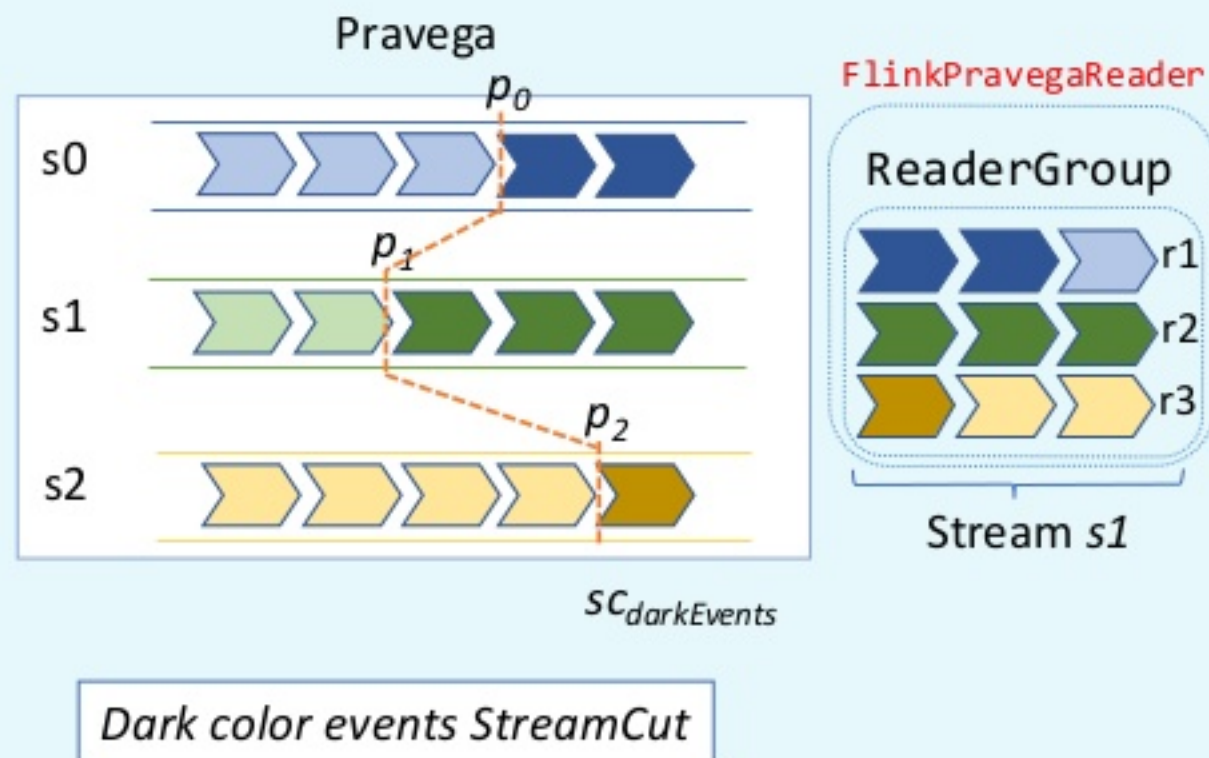 Pravega
p0
s0
p1
s1
p2
s2
scdarkEvents
Dark color events StreamCut
FlinkPravegaReader
ReaderGroup
r1
r2
r3
Stream s1